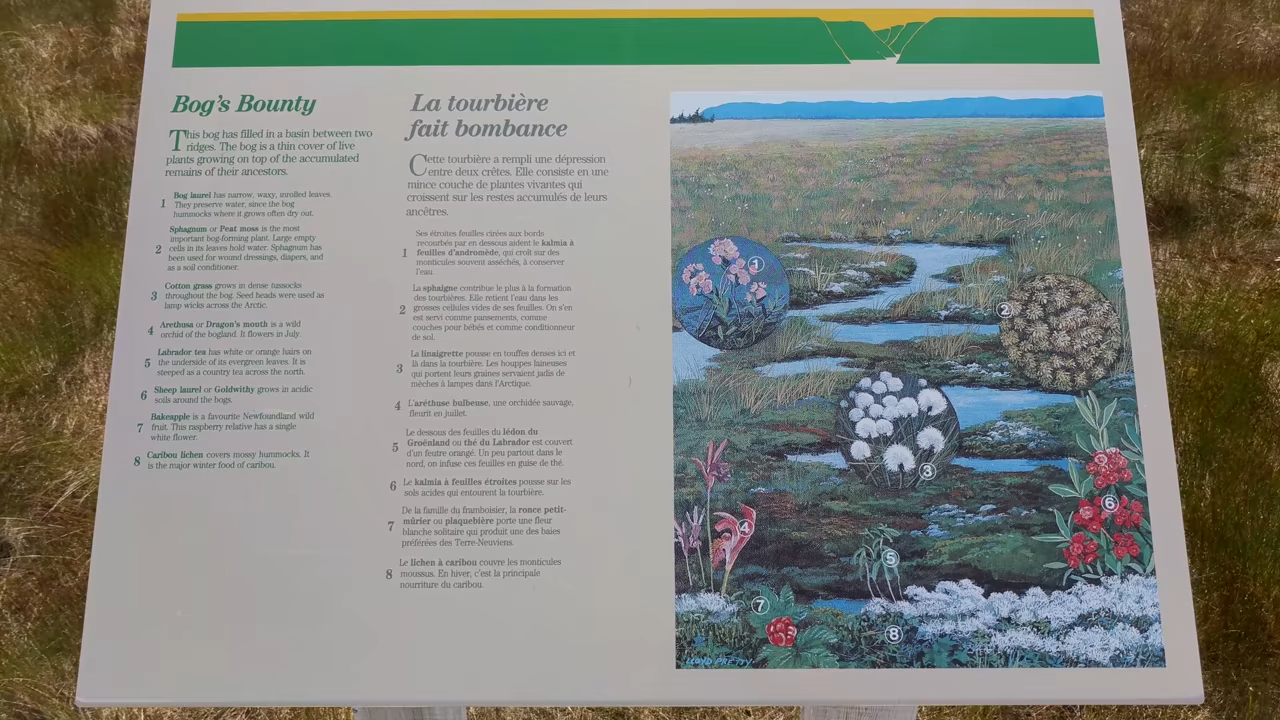 Bog's Bounty
This bog has filled in a basin between two
ridges. The bog is a thin cover of live
plants growing on top of the accumulated
remains of their ancestors.
1 Bog laurel has narrow, waxy, inrolled leaves.
They preserve water, since the bog
hummocks where it grows often dry out.
2 Sphagnum or Peat moss is the most
important bog-forming plant. Large empty
cells in its leaves hold water. Sphagnum has
been used for wound dressings, diapers, and
as a soil conditioner.
3 Cotton grass grows in dense tussocks
throughout the bog. Seed heads were used as
lamp wicks across the Arctic.
4 Arethusa or Dragon's mouth is a wild
orchid of the bogland. It flowers in July.
5 Labrador tea has white or orange hairs on
the underside of its evergreen leaves. It is
steeped as a country tea across the north.
6 Sheep laurel or Goldwithy grows in acidic
soils around the bogs.
7 Bakeapple is a favourite Newfoundland wild
fruit. This raspberry relative has a single
white flower.
8 Caribou lichen covers mossy hummocks. It
is the major winter food of caribou.
La tourbière
fait bombance
Cette tourbière a rempli une dépression
entre deux crêtes. Elle consiste en une
mince couche de plantes vivantes qui
croissent sur les restes accumulés de leurs
ancêtres.
1 Ses étroites feuilles cirées aux bords
recourbés par en dessous aident le kalmia à
feuilles d'andromède, qui croît sur des
monticules souvent asséchés, à conserver
l'eau.
2 La sphaigne contribue le plus à la formation
des tourbières. Elle retient l'eau dans les
grosses cellules vides de ses feuilles. On s'en
est servi comme pansements, comme
couches pour bébés et comme conditionneur
de sol.
3 La linaigrette pousse en touffes denses ici et
là dans la tourbière. Les houppes laineuses
qui portent leurs graines servaient jadis de
mèches à lampes dans l'Arctique.
4 L'aréthuse bulbeuse, une orchidée sauvage,
fleurit en juillet.
5 Le dessous des feuilles du lédon du
Groënland ou thé du Labrador est couvert
d'un feutre orangé. Un peu partout dans le
nord, on infuse ces feuilles en guise de thé.
6 Le kalmia à feuilles étroites pousse sur les
sols acides qui entourent la tourbière.
7 De la famille du framboisier, la ronce petit-
mûrier ou plaquebière porte une fleur
blanche solitaire qui produit une des baies
préférées des Terre-Neuviens.
8 Le lichen à caribou couvre les monticules
moussus. En hiver, c'est la principale
nourriture du caribou.
1
2
3
4
5
6
7
8
LLOYD PRETTY